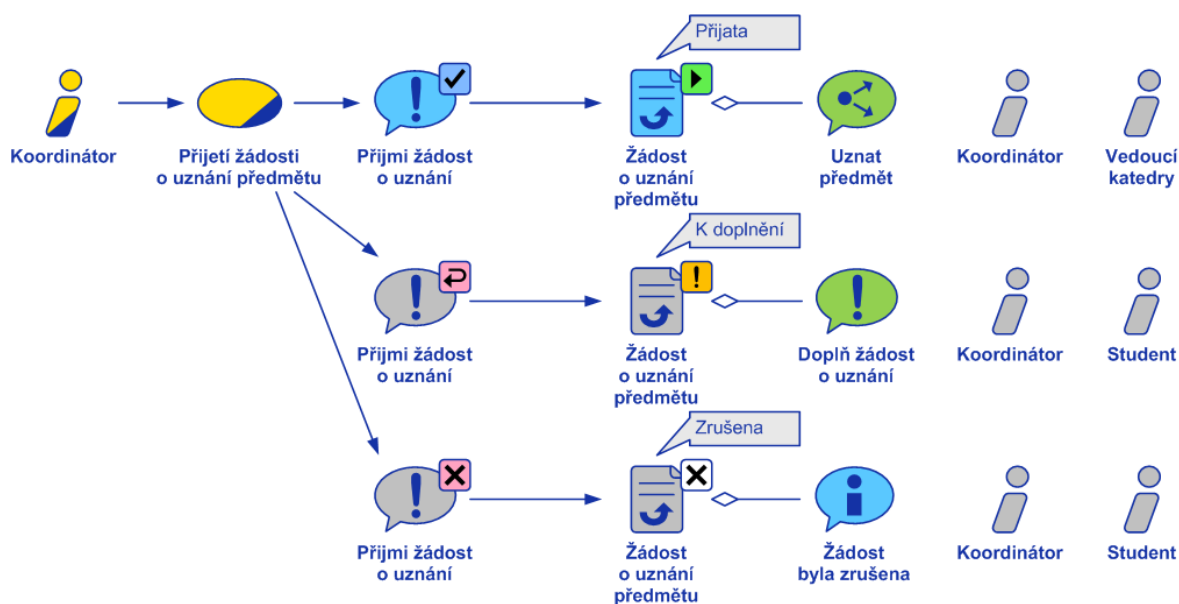 Přijata
Koordinátor
Přijetí žádosti
o uznání předmětu
Přijmi žádost
o uznání
Žádost
o uznání
předmětu
Uznat
předmět
Koordinátor
Vedoucí
katedry
K doplnění
Přijmi žádost
o uznání
Žádost
o uznání
předmětu
Doplň žádost
o uznání
Koordinátor
Student
Zrušena
Přijmi žádost
o uznání
Žádost
o uznání
předmětu
Žádost
byla zrušena
Koordinátor
Student